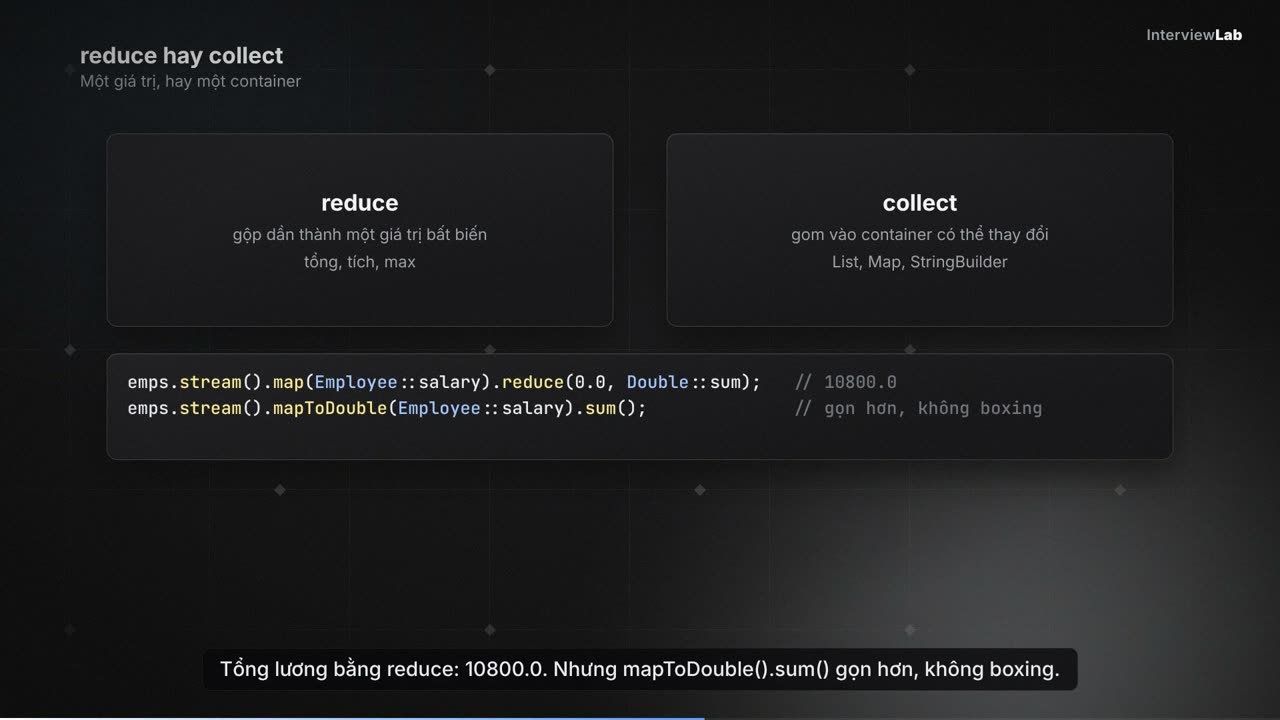 InterviewLab
reduce hay collect
Một giá trị, hay một container
reduce
gộp dần thành một giá trị bất biến
tổng, tích, max
collect
gom vào container có thể thay đổi
List, Map, StringBuilder
emps.stream().map(Employee::salary).reduce(0.0, Double::sum);   // 10800.0
emps.stream().mapToDouble(Employee::salary).sum();   // gọn hơn, không boxing
Tổng lương bằng reduce: 10800.0. Nhưng mapToDouble().sum() gọn hơn, không boxing.